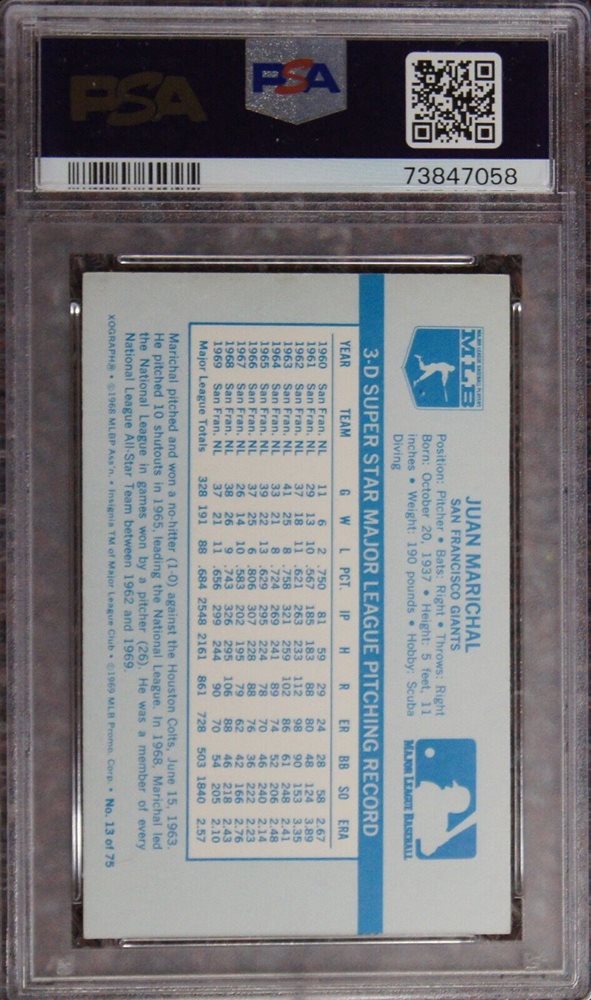 PSA
PSA
73847058
MAJOR LEAGUE BASEBALL PLAYERS
MLB
JUAN MARICHAL
SAN FRANCISCO GIANTS
Position: Pitcher • Bats: Right • Throws: Right
Born: October 20, 1937 • Height: 5 feet, 11
inches • Weight: 190 pounds • Hobby: Scuba
Diving
MAJOR LEAGUE BASEBALL
3-D SUPER STAR MAJOR LEAGUE PITCHING RECORD
YEAR TEAM G W L PCT. IP H R ER BB SO ERA
1960 San Fran. NL 11 6 2 .750 81 59 29 24 28 58 2.67
1961 San Fran. NL 29 13 10 .567 185 183 88 80 48 124 3.89
1962 San Fran. NL 37 18 11 .621 263 233 112 98 90 153 3.35
1963 San Fran. NL 41 25 8 .758 321 259 102 86 61 248 2.41
1964 San Fran. NL 33 21 8 .724 269 241 89 74 52 206 2.48
1965 San Fran. NL 39 22 13 .629 295 224 78 70 46 240 2.14
1966 San Fran. NL 37 25 6 .806 307 228 88 76 36 222 2.23
1967 San Fran. NL 26 14 10 .583 202 195 79 62 42 166 2.76
1968 San Fran. NL 38 26 9 .743 326 295 106 88 46 218 2.43
1969 San Fran. NL 37 21 11 .656 299 244 90 70 54 205 2.10
Major League Totals 328 191 88 .684 2548 2161 861 728 503 1840 2.57
Marichal pitched and won a no-hitter (1-0) against the Houston Colts, June 15, 1963.
He pitched 10 shutouts in 1965, leading the National League. In 1968, Marichal led
the National League in games won by a pitcher (26). He was a member of every
National League All-Star Team between 1962 and 1969.
XOGRAPH® • ©1968 MLBP Ass'n. • Insignia TM of Major League Club • ©1969 MLB Promo. Corp. • No. 13 of 75